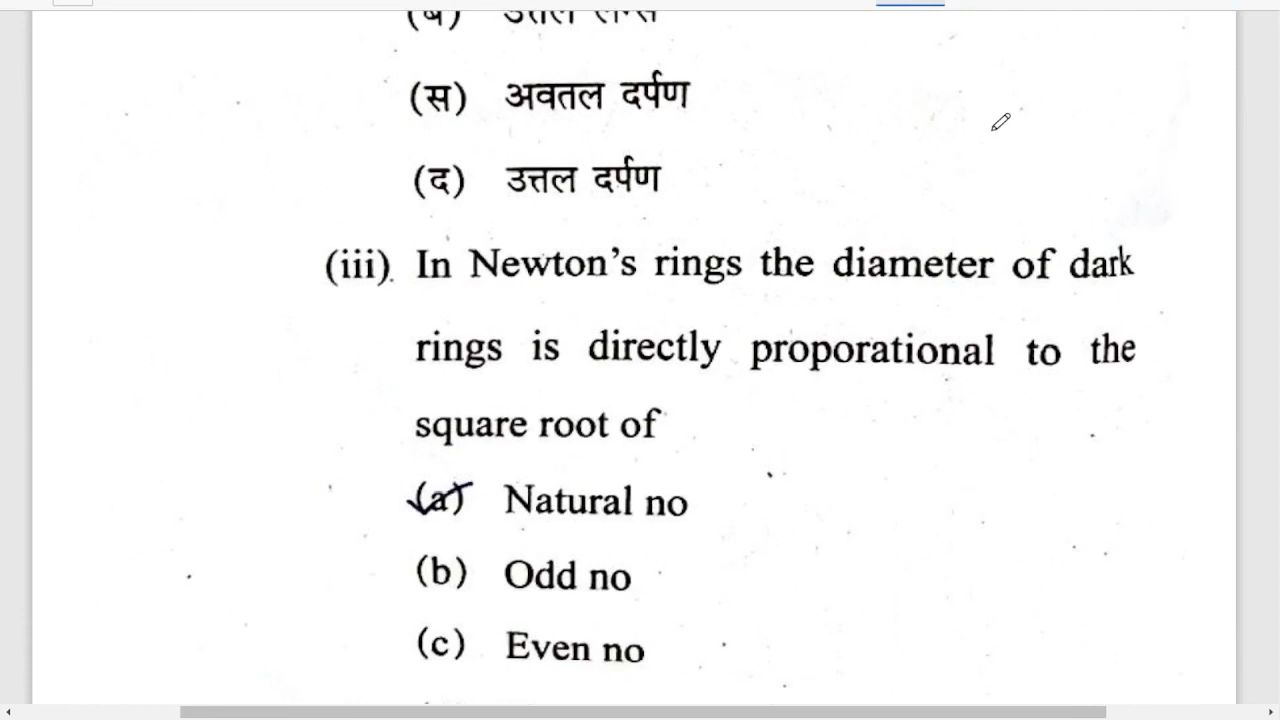 (स) अवतल दर्पण
(द) उत्तल दर्पण
(iii) In Newton's rings the diameter of dark
rings is directly proporational to the
square root of
(a) Natural no
(b) Odd no
(c) Even no